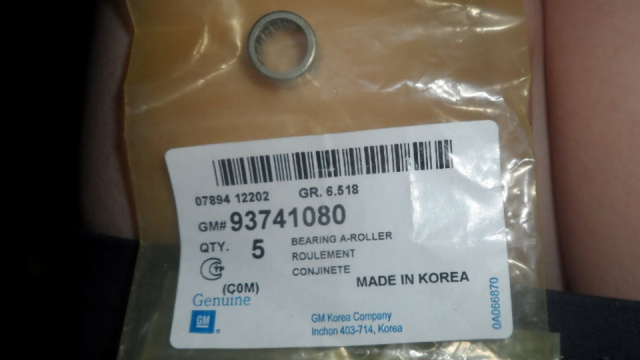 07894 12202 GR. 6.518
GM# 93741080
QTY. 5 BEARING A-ROLLER
ROULEMENT
CONJINETE
(C0M) MADE IN KOREA
Genuine
GM
GM Korea Company
Inchon 403-714, Korea
0A066870